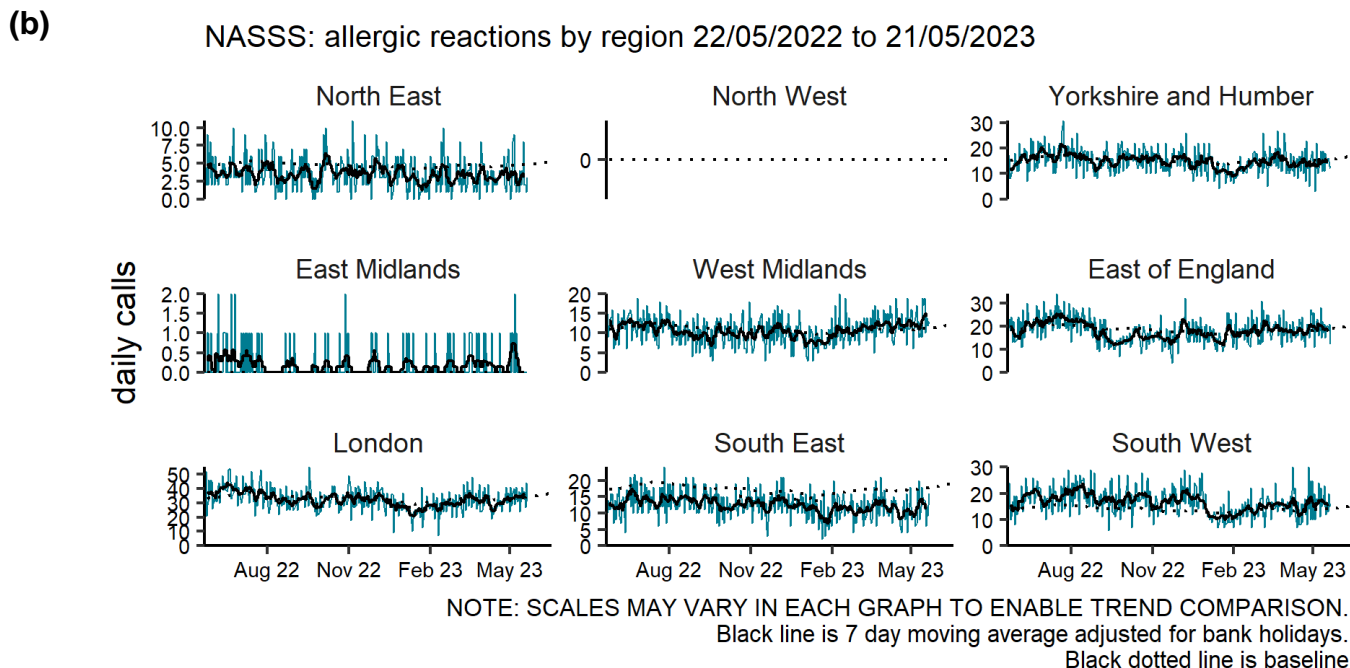 (b)
NASSS: allergic reactions by region 22/05/2022 to 21/05/2023
daily calls
North East
10.0
7.5
5.0
2.5
0.0
North West
0
Yorkshire and Humber
30
20
10
0
East Midlands
2.0
1.5
1.0
0.5
0.0
West Midlands
20
15
10
5
0
East of England
30
20
10
0
London
50
40
30
20
10
0
Aug 22 Nov 22 Feb 23 May 23
South East
20
15
10
5
0
Aug 22 Nov 22 Feb 23 May 23
South West
30
20
10
0
Aug 22 Nov 22 Feb 23 May 23
NOTE: SCALES MAY VARY IN EACH GRAPH TO ENABLE TREND COMPARISON.
Black line is 7 day moving average adjusted for bank holidays.
Black dotted line is baseline